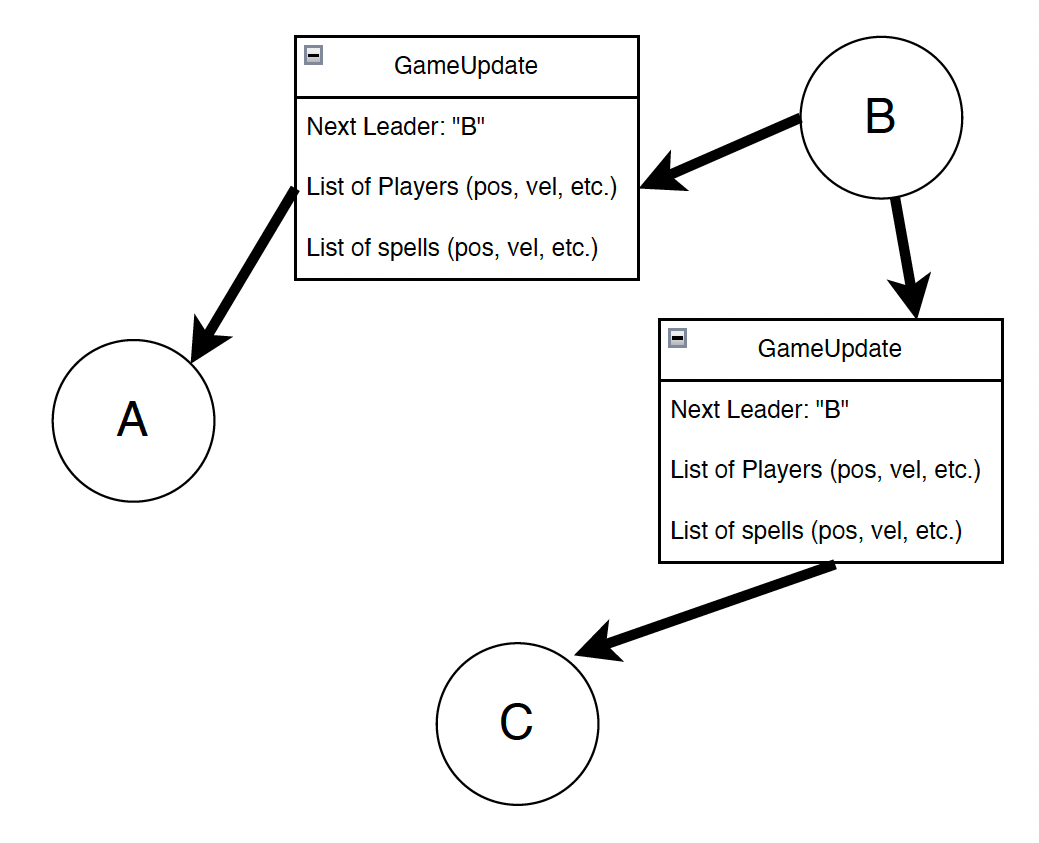 GameUpdate
Next Leader: "B"
List of Players (pos, vel, etc.)
List of spells (pos, vel, etc.)
B
A
GameUpdate
Next Leader: "B"
List of Players (pos, vel, etc.)
List of spells (pos, vel, etc.)
C